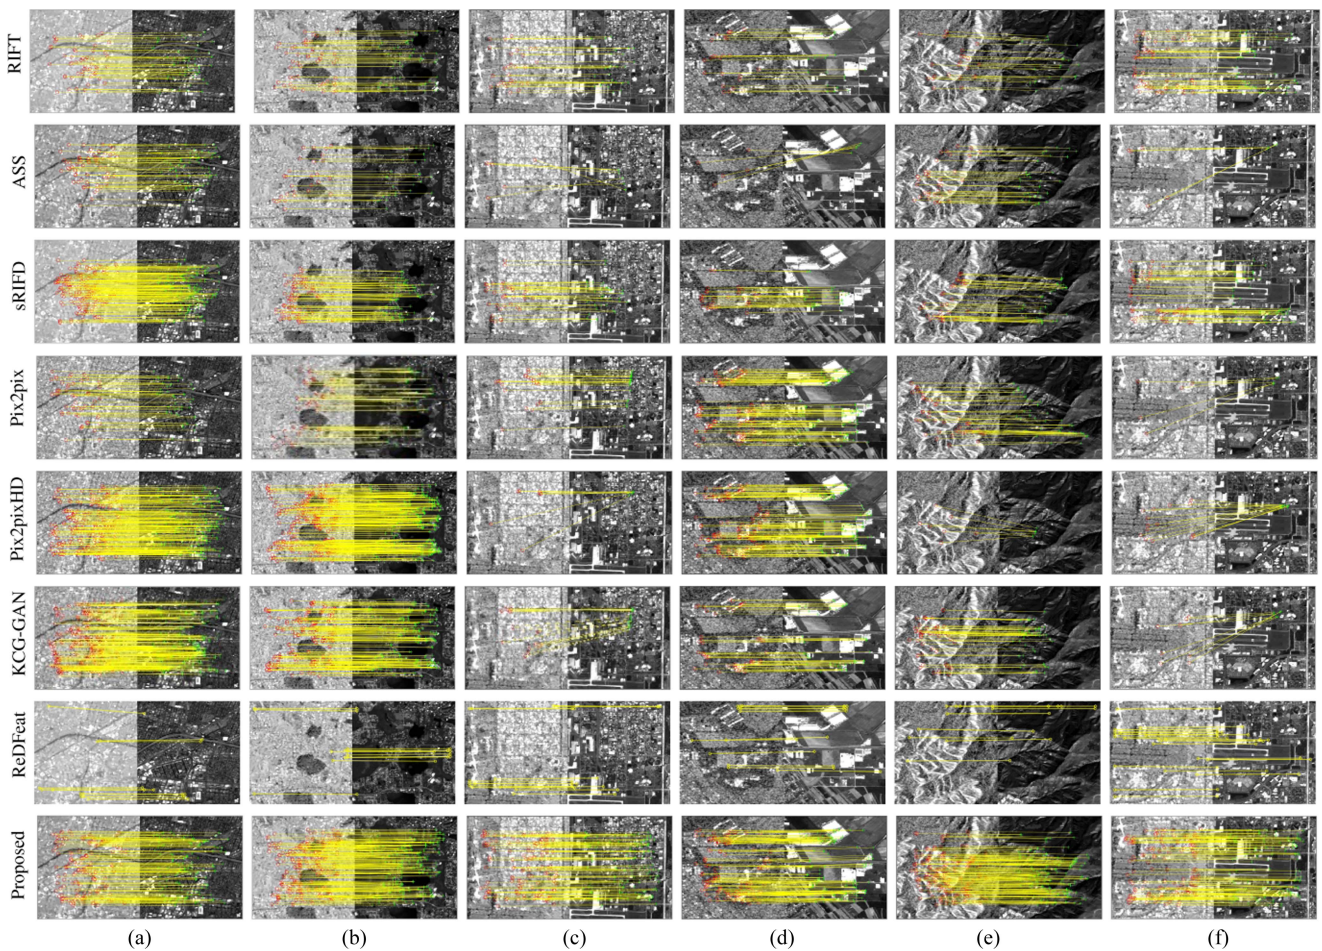 RIFT
ASS
sRIFD
Pix2pix
Pix2pixHD
KCG-GAN
ReDFeat
Proposed
(a) (b) (c) (d) (e) (f)